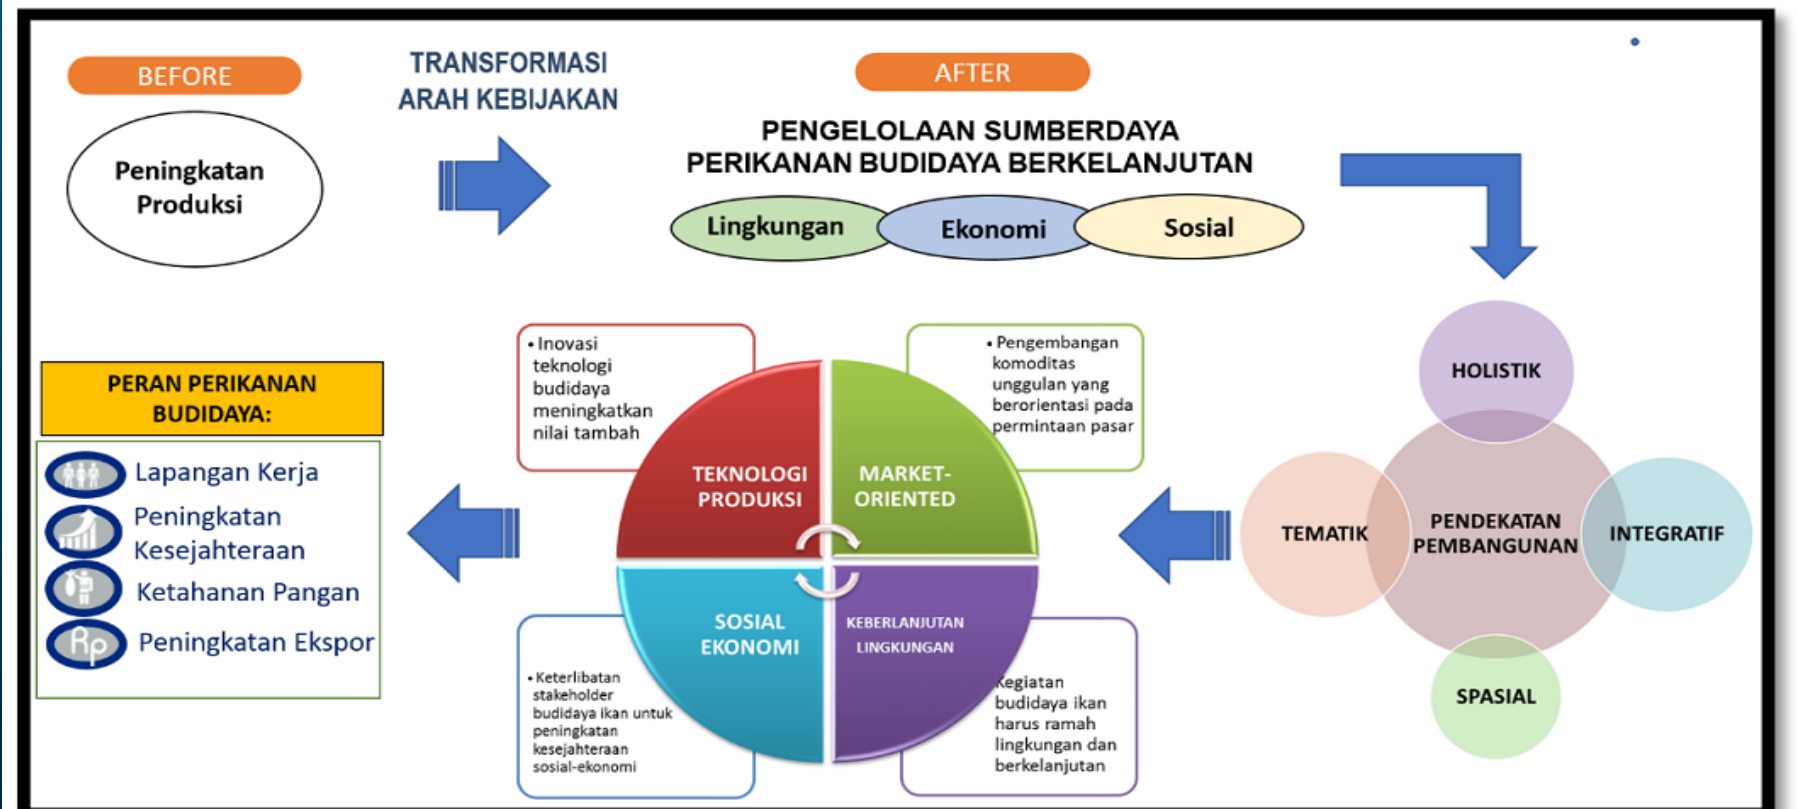 BEFORE
Peningkatan
Produksi
TRANSFORMASI
ARAH KEBIJAKAN
AFTER
PENGELOLAAN SUMBERDAYA
PERIKANAN BUDIDAYA BERKELANJUTAN
Lingkungan
Ekonomi
Sosial
HOLISTIK
TEMATIK
PENDEKATAN
PEMBANGUNAN
INTEGRATIF
SPASIAL
• Inovasi
teknologi
budidaya
meningkatkan
nilai tambah
• Pengembangan
komoditas
unggulan yang
berorientasi pada
permintaan pasar
TEKNOLOGI
PRODUKSI
MARKET-
ORIENTED
SOSIAL
EKONOMI
KEBERLANJUTAN
LINGKUNGAN
• Keterlibatan
stakeholder
budidaya ikan untuk
peningkatan
kesejahteraan
sosial-ekonomi
Kegiatan
budidaya ikan
harus ramah
lingkungan dan
berkelanjutan
PERAN PERIKANAN
BUDIDAYA:
Lapangan Kerja
Peningkatan
Kesejahteraan
Ketahanan Pangan
Rp
Peningkatan Ekspor